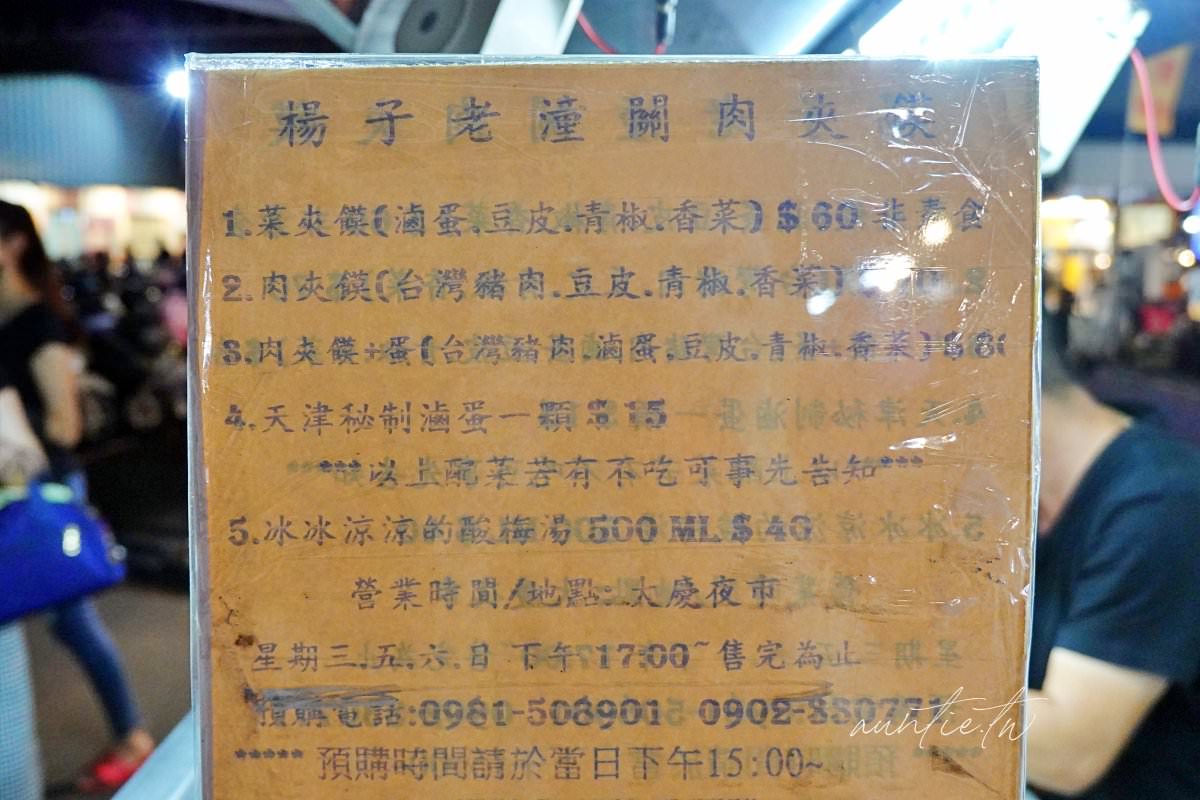 楊子老潼關肉夾饃
1.菜夾饃(滷蛋.豆皮.青椒.香菜)$60 非素食
2.肉夾饃(台灣豬肉.豆皮.青椒.香菜)
3.肉夾饃+蛋(台灣豬肉.滷蛋.豆皮.青椒.香菜)$80
4.天津秘制滷蛋一顆$15
***以上配菜若有不吃可事先告知***
5.冰冰涼涼的酸梅湯500ML$40
營業時間/地點:大慶夜市
星期三.五.六.日 下午17:00~售完為止
預購電話:0981-508901
*****預購時間請於當日下午15:00~
auntie.tw